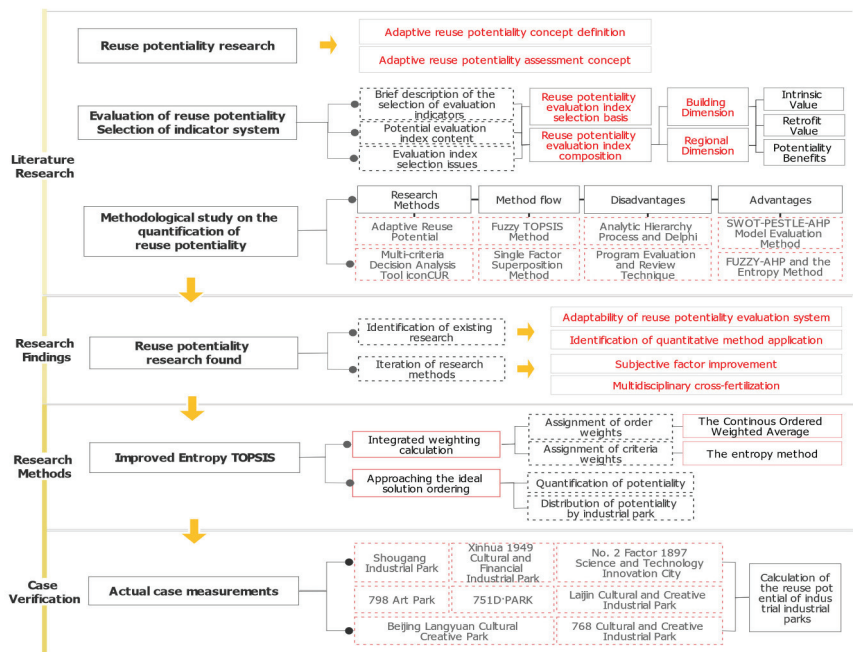 Reuse potentiality research
Adaptive reuse potentiality concept definition
Adaptive reuse potentiality assessment concept
Literature
Research
Evaluation of reuse potentiality
Selection of indicator system
Brief description of the
selection of evaluation
indicators
Potential evaluation
index content
Evaluation index
selection issues
Reuse potentiality
evaluation index
selection basis
Reuse potentiality
evaluation index
composition
Building
Dimension
Regional
Dimension
Intrinsic
Value
Retrofit
Value
Potentiality
Benefits
Methodological study on the
quantification of
reuse potentiality
Research
Methods
Method flow
Disadvantages
Advantages
Adaptive Reuse
Potential
Fuzzy TOPSIS
Method
Analytic Hierarchy
Process and Delphi
SWOT-PESTLE-AHP
Model Evaluation
Method
Multi-criteria
Decision Analysis
Tool iconCUR
Single Factor
Superposition
Method
Program Evaluation
and Review
Technique
FUZZY-AHP and the
Entropy Method
Research
Findings
Reuse potentiality
research found
Identification of existing
research
Iteration of research
methods
Adaptability of reuse potentiality evaluation system
Identification of quantitative method application
Subjective factor improvement
Multidisciplinary cross-fertilization
Research
Methods
Improved Entropy TOPSIS
Integrated weighting
calculation
Approaching the ideal
solution ordering
Assignment of order
weights
Assignment of criteria
weights
The Continous Ordered
Weighted Average
The entropy method
Quantification of potentiality
Distribution of potentiality
by industrial park
Case
Verification
Actual case measurements
Shougang
Industrial Park
Xinhua 1949
Cultural and
Financial
Industrial Park
No. 2 Factor 1897
Science and Technology
Innovation City
798 Art Park
751D·PARK
Laijin Cultural and Creative
Industrial Park
Beijing Langyuan Cultural
Creative Park
768 Cultural and Creative
Industrial Park
Calculation of
the reuse pot
ential of indus
trial industrial
parks